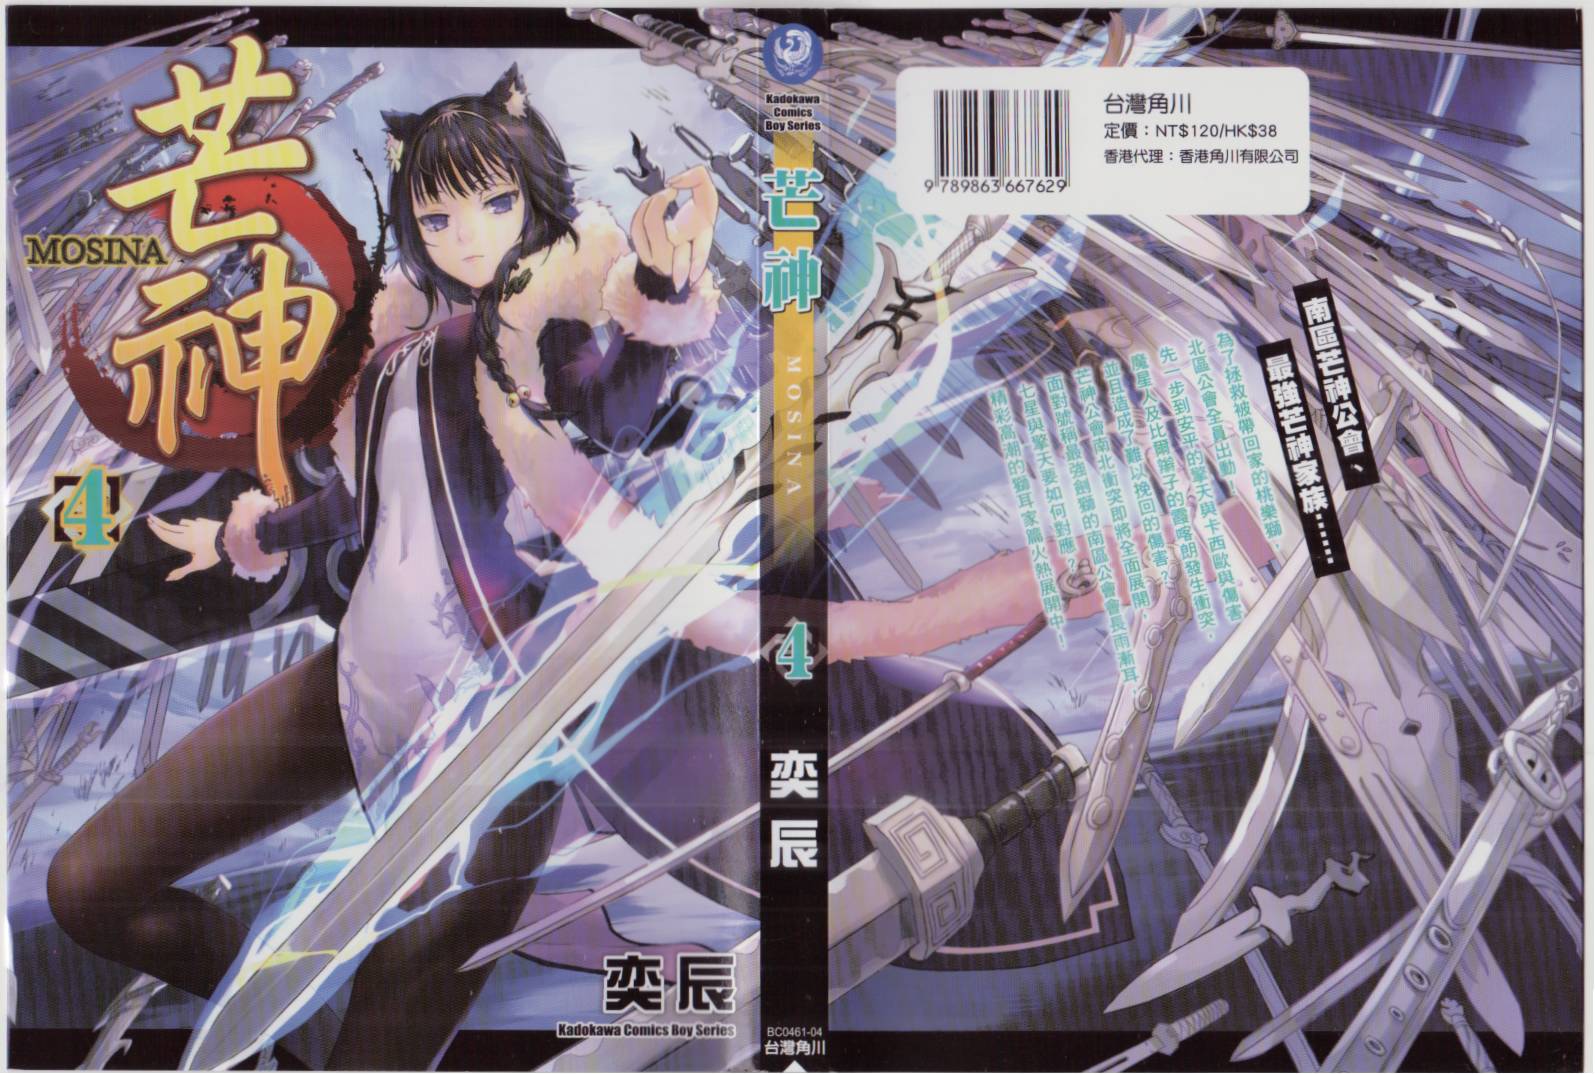 芒神
MOSINA
4
奕辰
Kadokawa Comics Boy Series
Kadokawa
Comics
Boy Series
芒神
MOSINA
4
奕辰
BC0461-04
台灣角川
台灣角川
定價：NT$120/HK$38
香港代理：香港角川有限公司
9 789863 667629
南區芒神公會、
最強芒神家族……
為了拯救被帶回家的桃樂獅，
北區公會全員出動！
先一步到安平的擎天與卡西歐與傷害
魔星人及比爾獅子的霞喀朗發生衝突，
並且造成了難以挽回的傷害？
芒神公會南北衝突即將全面展開，
面對號稱最強劍獅的南區公會會長雨漸耳，
七星與擎天要如何對應？
精彩高潮的獅耳家篇火熱展開中！